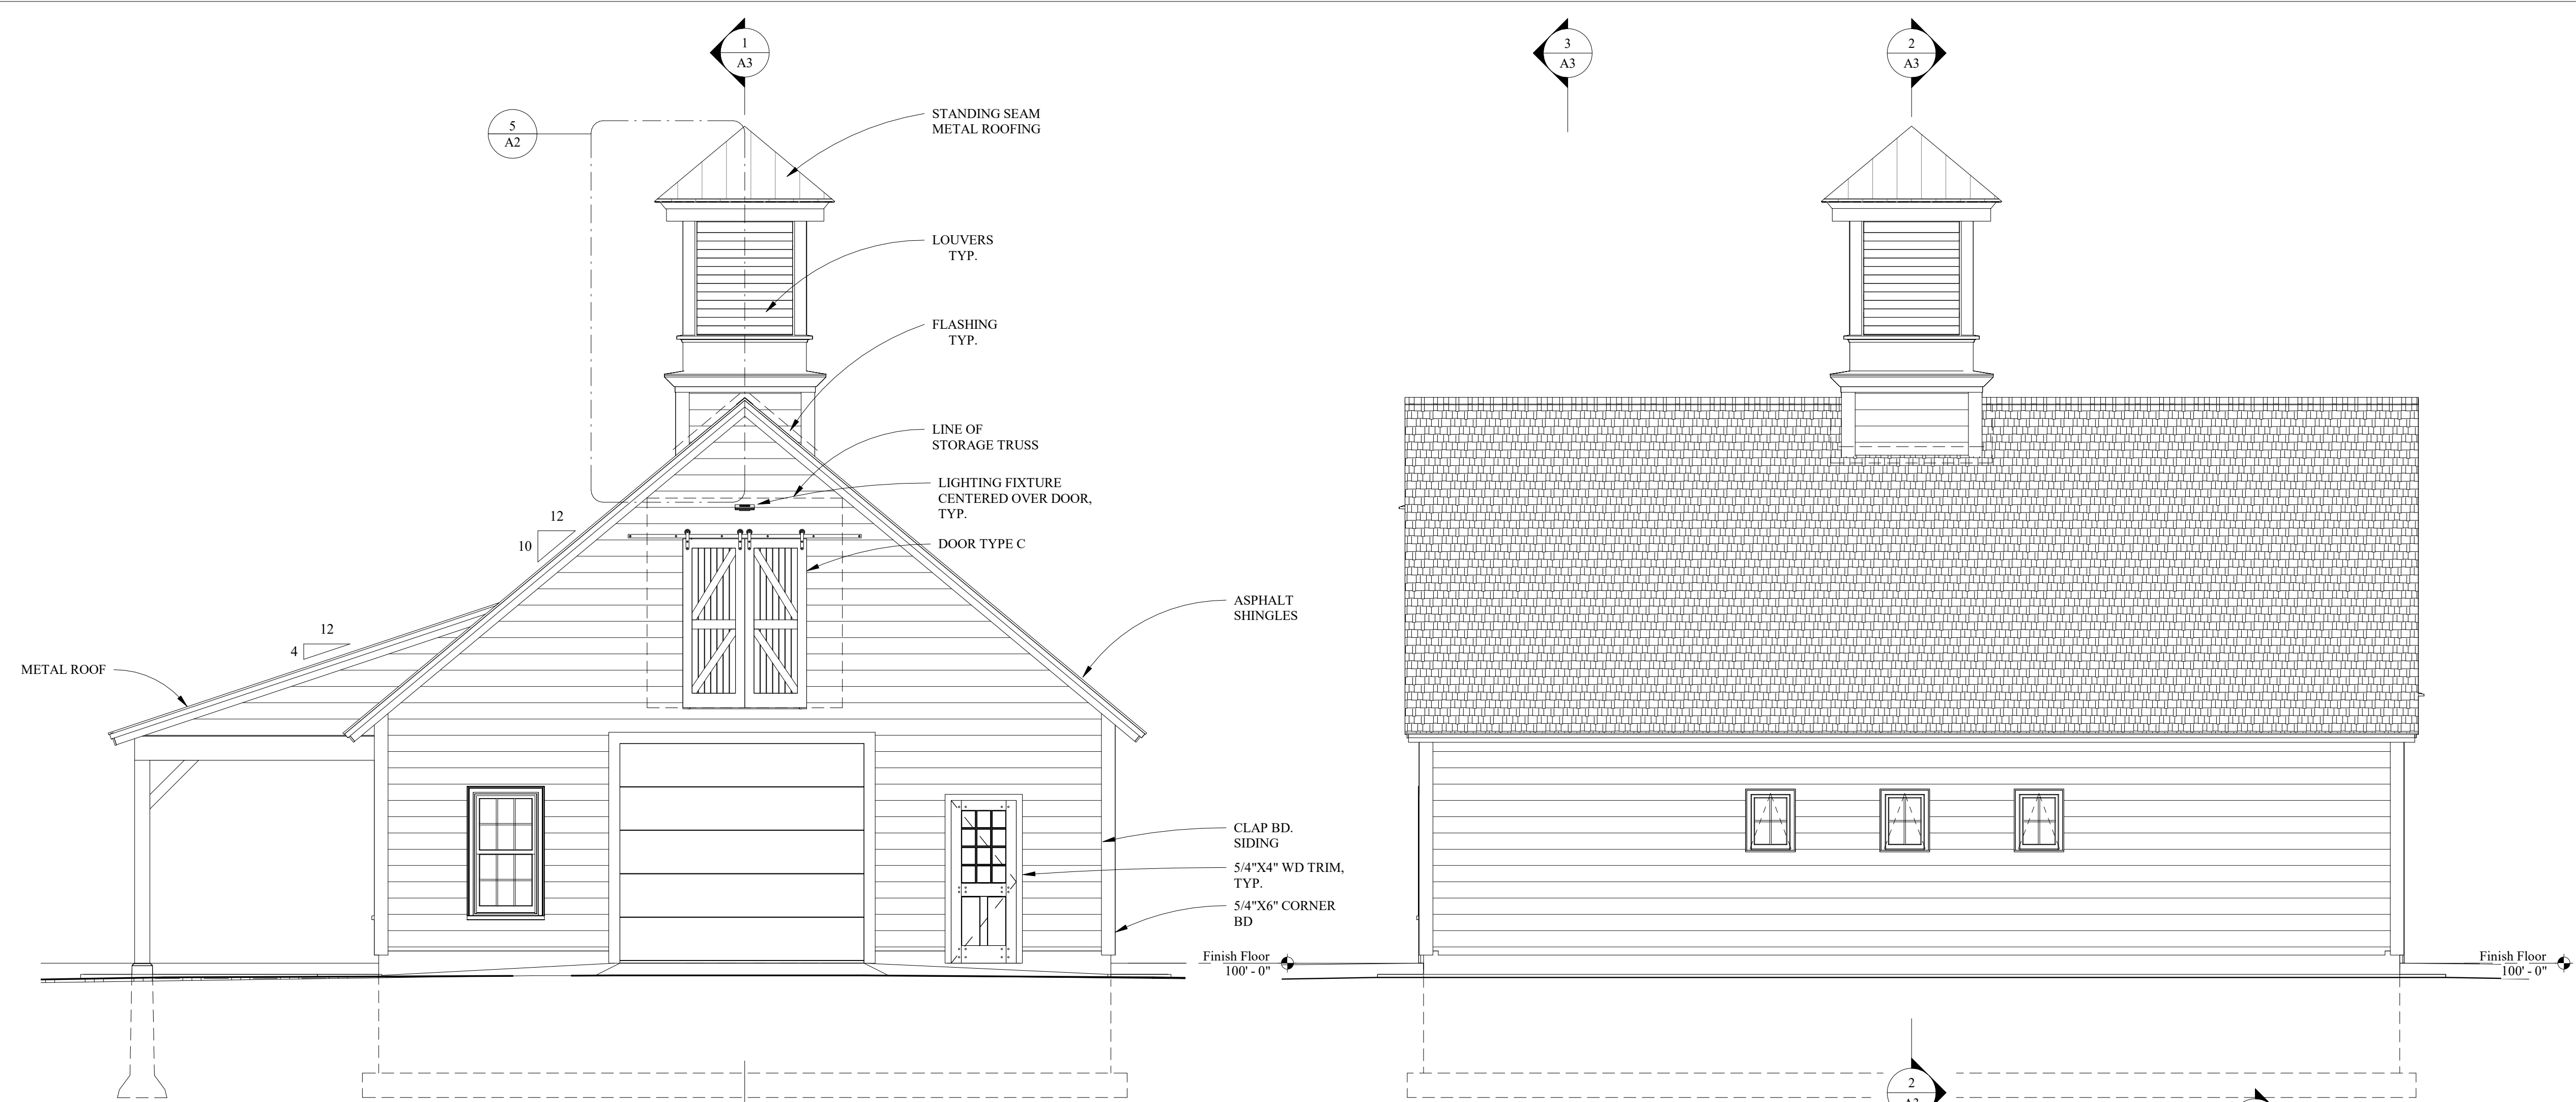 1
A3
3
A3
2
A3
5
A2
STANDING SEAM
METAL ROOFING
LOUVERS
TYP.
FLASHING
TYP.
LINE OF
STORAGE TRUSS
LIGHTING FIXTURE
CENTERED OVER DOOR,
TYP.
12
10
DOOR TYPE C
ASPHALT
SHINGLES
12
4
METAL ROOF
CLAP BD.
SIDING
5/4"X4" WD TRIM,
TYP.
5/4"X6" CORNER
BD
Finish Floor
100' - 0"
Finish Floor
100' - 0"
2
A3